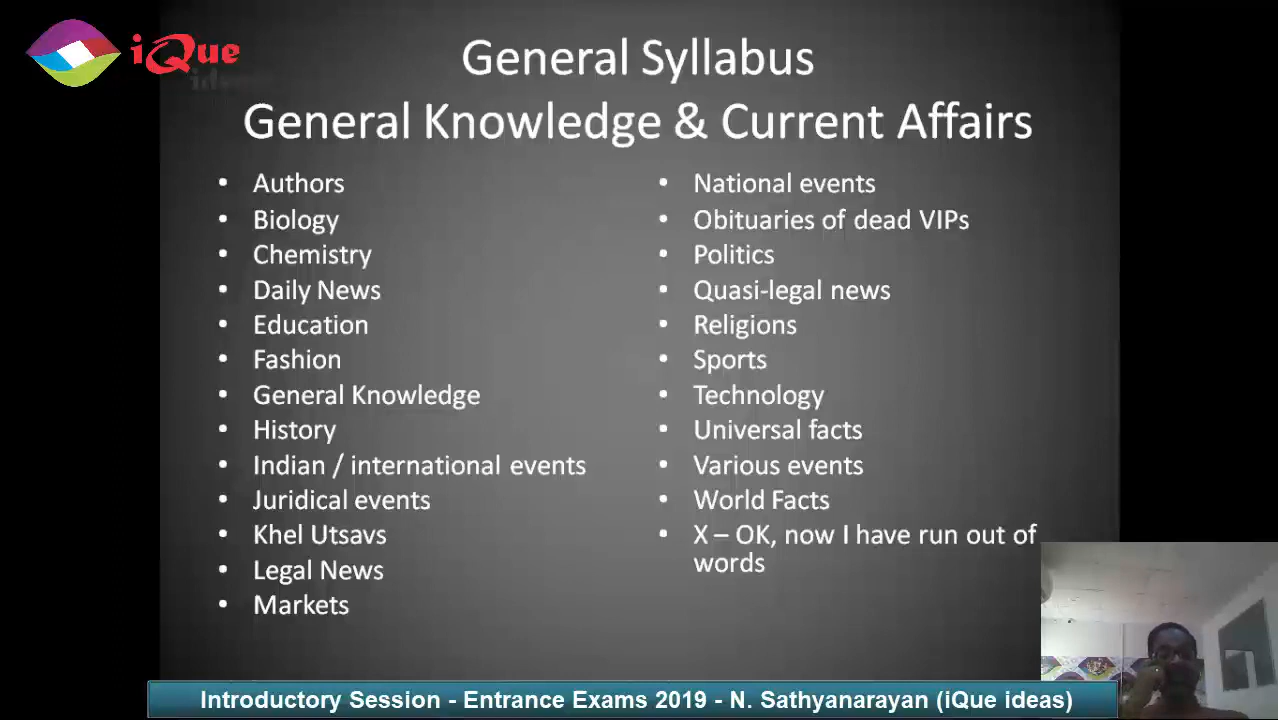 iQue
ideas
General Syllabus
General Knowledge & Current Affairs
• Authors
• Biology
• Chemistry
• Daily News
• Education
• Fashion
• General Knowledge
• History
• Indian / international events
• Juridical events
• Khel Utsavs
• Legal News
• Markets
• National events
• Obituaries of dead VIPs
• Politics
• Quasi-legal news
• Religions
• Sports
• Technology
• Universal facts
• Various events
• World Facts
• X – OK, now I have run out of
words
Introductory Session - Entrance Exams 2019 - N. Sathyanarayan (iQue ideas)